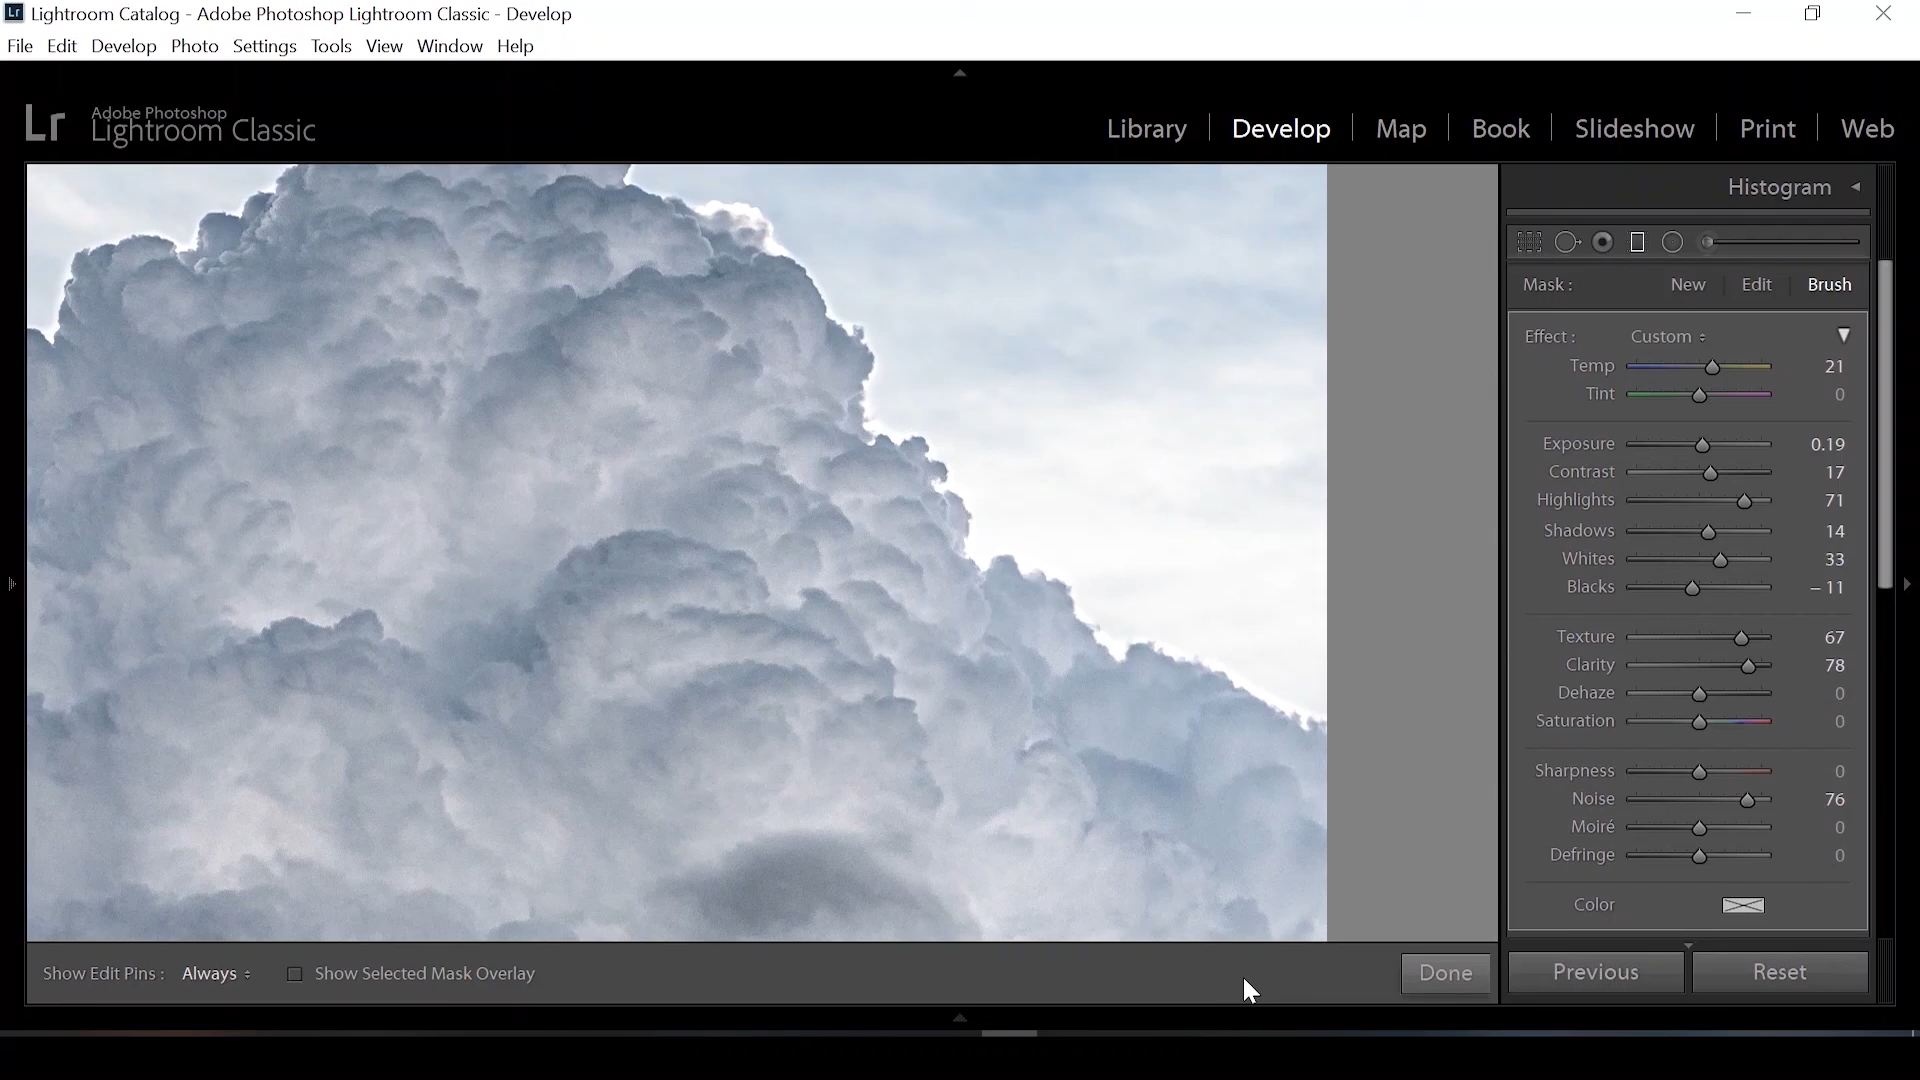 Lr Lightroom Catalog - Adobe Photoshop Lightroom Classic - Develop
File Edit Develop Photo Settings Tools View Window Help
Lr Adobe Photoshop
Lightroom Classic
Library Develop Map Book Slideshow Print Web
Histogram
Mask : New Edit Brush
Effect : Custom
Temp 21
Tint 0
Exposure 0.19
Contrast 17
Highlights 71
Shadows 14
Whites 33
Blacks – 11
Texture 67
Clarity 78
Dehaze 0
Saturation 0
Sharpness 0
Noise 76
Moiré 0
Defringe 0
Color
Show Edit Pins : Always Show Selected Mask Overlay Done Previous Reset